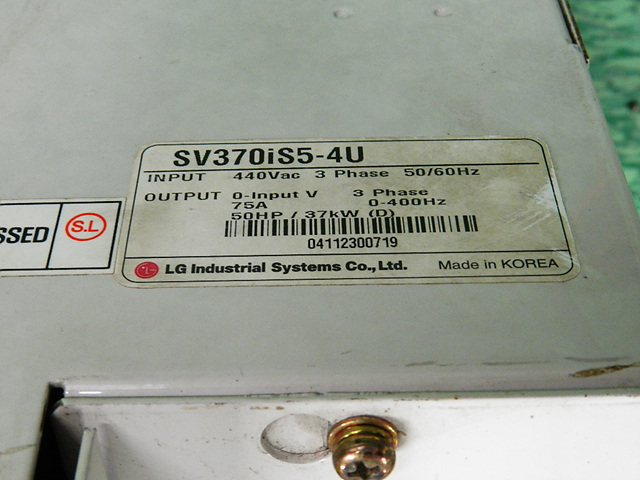 SV370iS5-4U
INPUT 440Vac 3 Phase 50/60Hz
OUTPUT 0-Input V 3 Phase
75A 0-400Hz
50HP / 37kW (D)
04112300719
LG Industrial Systems Co., Ltd. Made in KOREA
SSED S.L